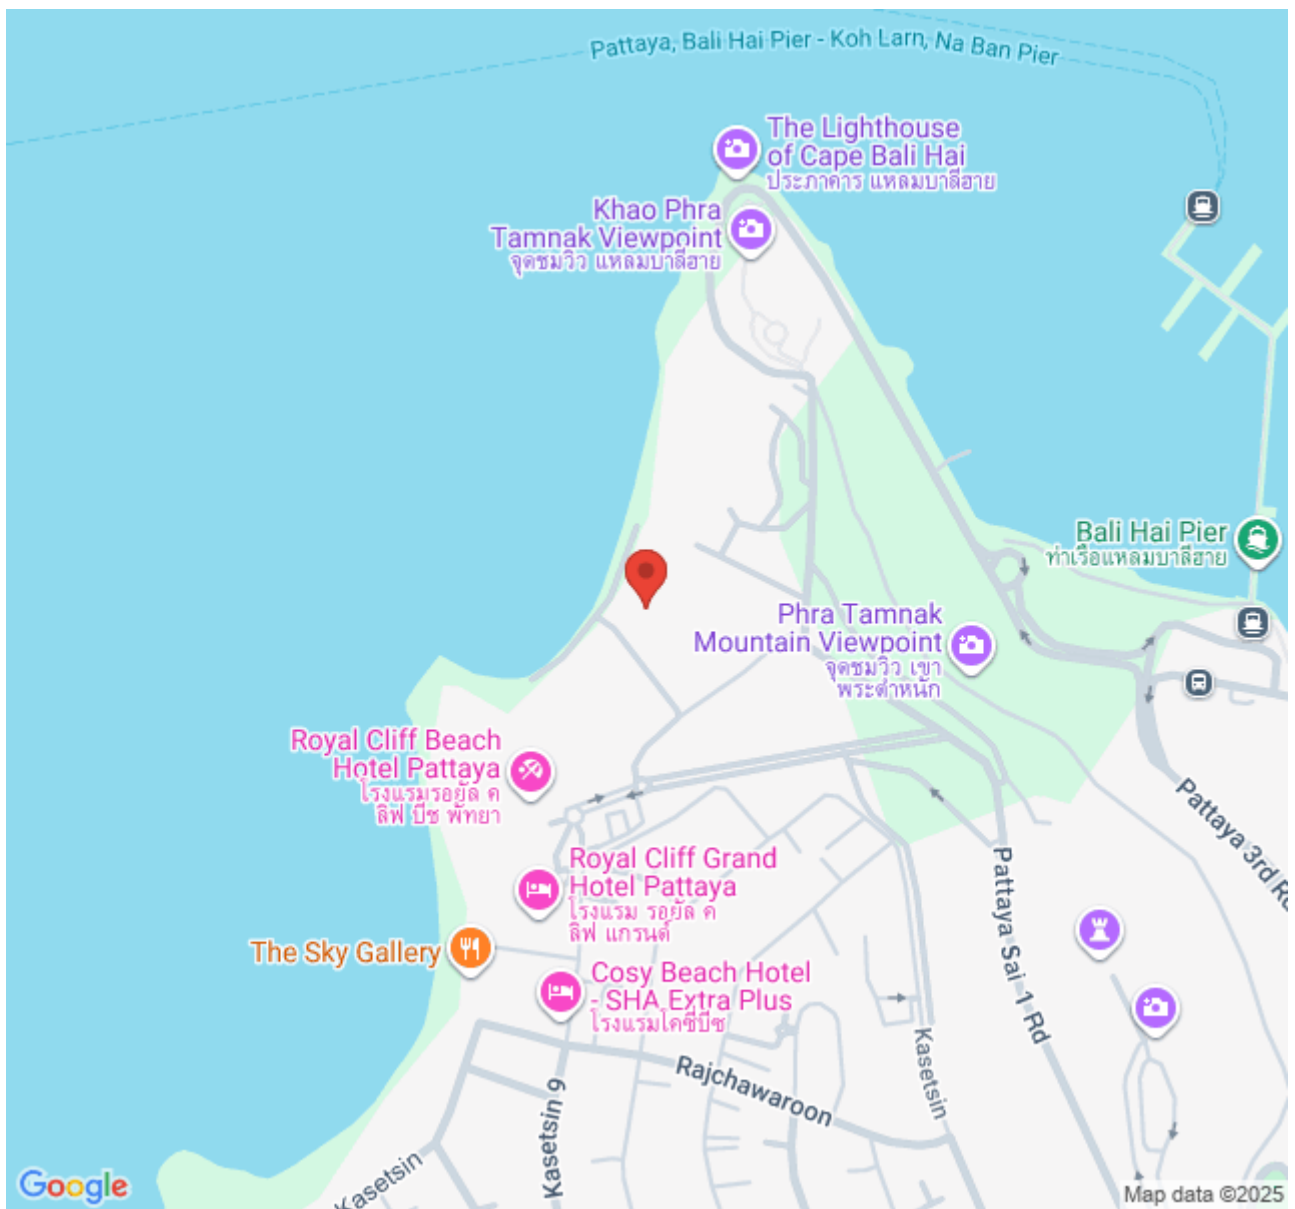 Pattaya, Bali Hai Pier - Koh Larn, Na Ban Pier
The Lighthouse
of Cape Bali Hai
ประภาคาร แหลมบาลีฮาย
Khao Phra
Tamnak Viewpoint
จุดชมวิว แหลมบาลีฮาย
Bali Hai Pier
ท่าเรือแหลมบาลีฮาย
Phra Tamnak
Mountain Viewpoint
จุดชมวิว เขา
พระตำหนัก
Royal Cliff Beach
Hotel Pattaya
โรงแรมรอยัล ค
ลิฟ บีช พัทยา
Pattaya 3rd Rd
Royal Cliff Grand
Hotel Pattaya
โรงแรม รอยัล ค
ลิฟ แกรนด์
Pattaya Sai 1 Rd
The Sky Gallery
Cosy Beach Hotel
- SHA Extra Plus
โรงแรมโคซี่บีช
Kasetsin
Rajchawaroon
Kasetsin 9
Kasetsin
Google
Map data ©2025